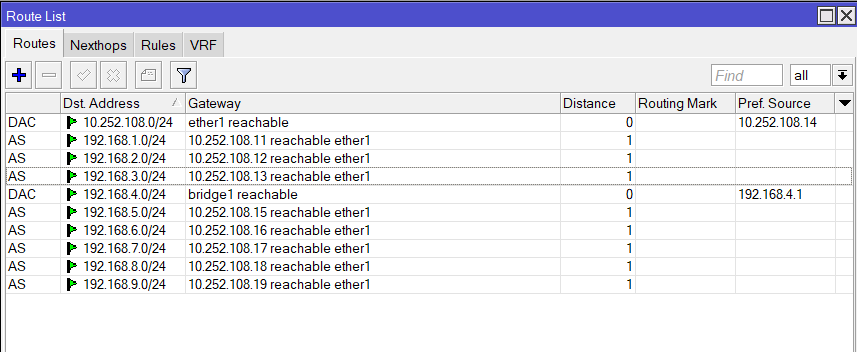 Route List
Routes Nexthops Rules VRF
Find all
Dst. Address Gateway Distance Routing Mark Pref. Source
DAC 10.252.108.0/24 ether1 reachable 0 10.252.108.14
AS 192.168.1.0/24 10.252.108.11 reachable ether1 1
AS 192.168.2.0/24 10.252.108.12 reachable ether1 1
AS 192.168.3.0/24 10.252.108.13 reachable ether1 1
DAC 192.168.4.0/24 bridge1 reachable 0 192.168.4.1
AS 192.168.5.0/24 10.252.108.15 reachable ether1 1
AS 192.168.6.0/24 10.252.108.16 reachable ether1 1
AS 192.168.7.0/24 10.252.108.17 reachable ether1 1
AS 192.168.8.0/24 10.252.108.18 reachable ether1 1
AS 192.168.9.0/24 10.252.108.19 reachable ether1 1